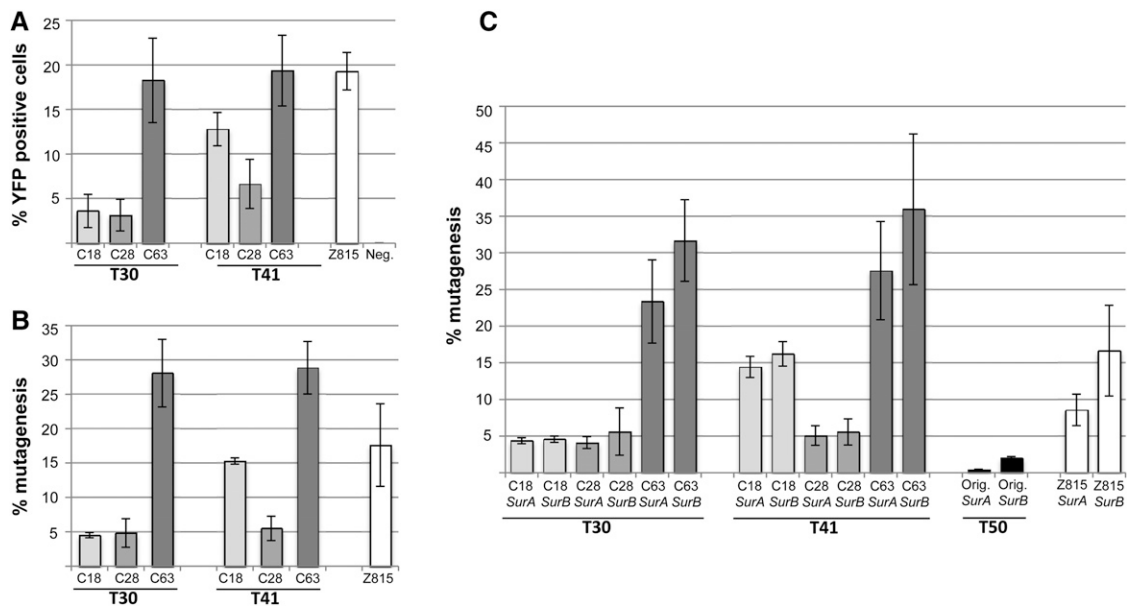 A
% YFP positive cells
25
20
15
10
5
C18 C28 C63 C18 C28 C63 Z815 Neg.
T30 T41
B
% mutagenesis
35
30
25
20
15
10
5
C18 C28 C63 C18 C28 C63 Z815
T30 T41
C
% mutagenesis
50
45
40
35
30
25
20
15
10
5
C18 C18 C28 C28 C63 C63 C18 C18 C28 C28 C63 C63 Orig. Orig. Z815 Z815
SurA SurB SurA SurB SurA SurB SurA SurB SurA SurB SurA SurB SurA SurB SurA SurB
T30 T41 T50